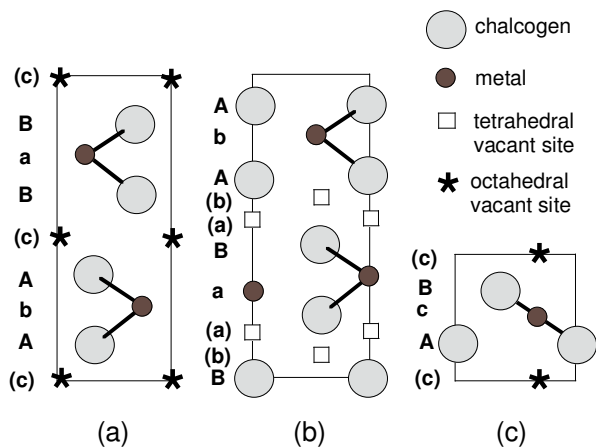 (c)
B
a
B
(c)
A
b
A
(c)
(a)
A
b
A
(b)
(a)
B
a
(a)
(b)
B
(b)
(c)
B
c
A
(c)
(c)
chalcogen
metal
tetrahedral
vacant site
octahedral
vacant site